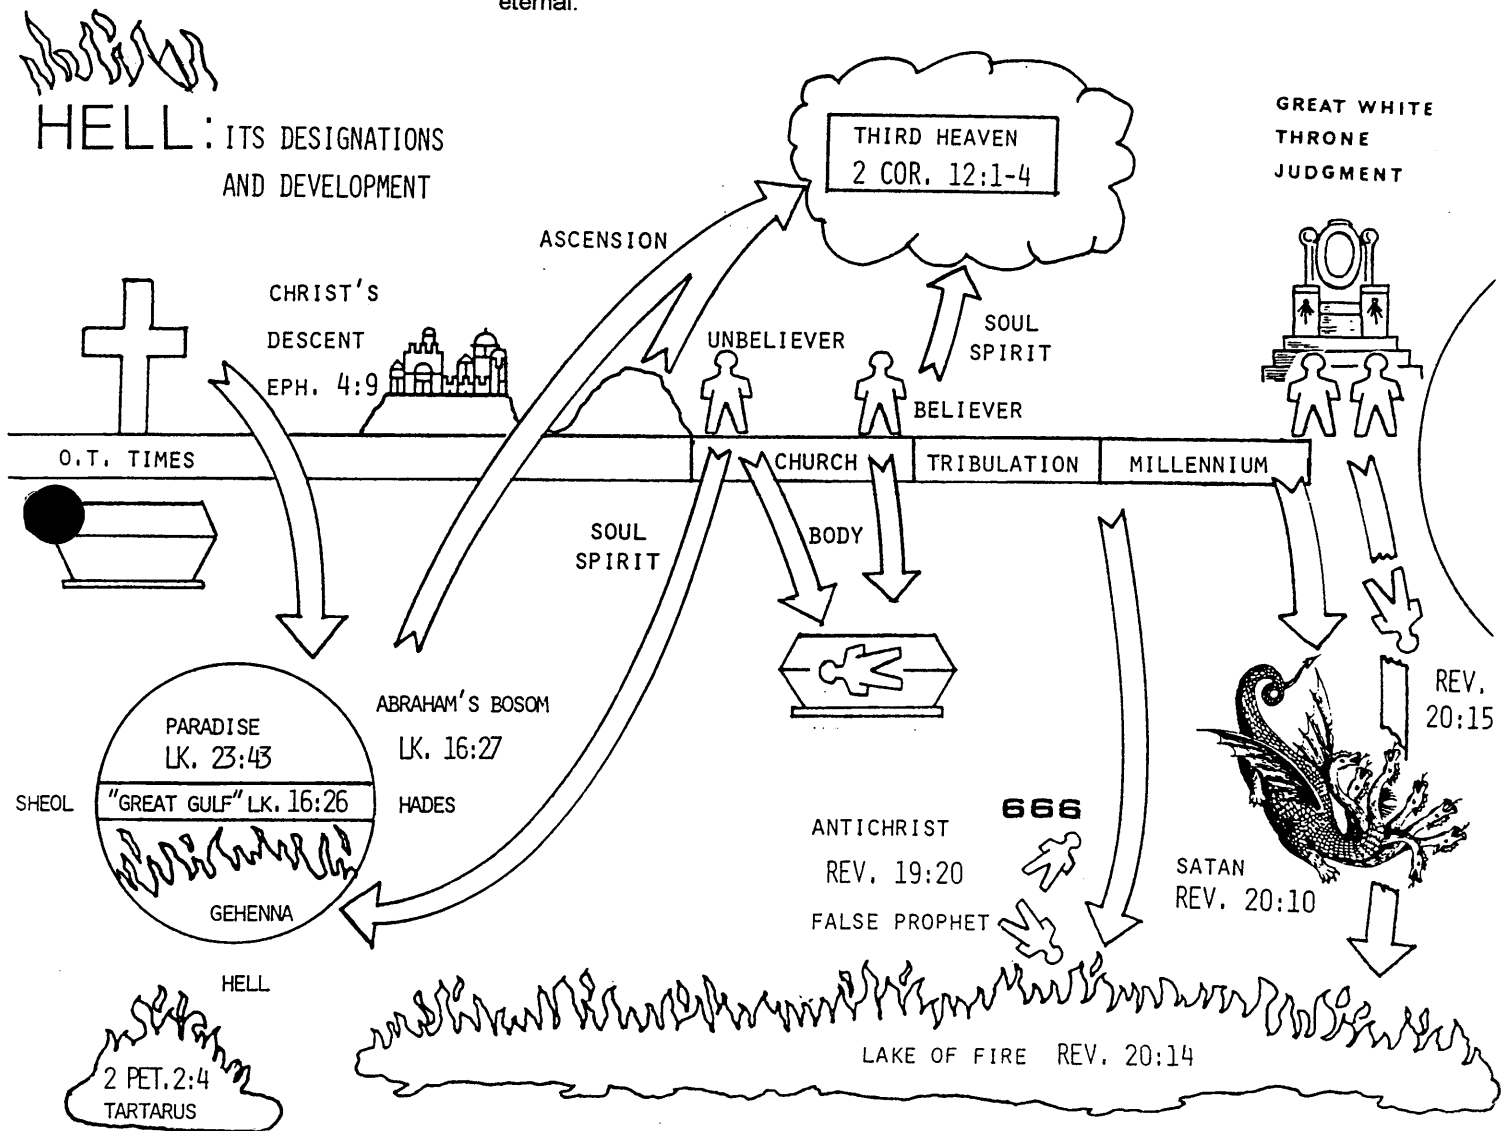 eternal.
HELL: ITS DESIGNATIONS
AND DEVELOPMENT
THIRD HEAVEN
2 COR. 12:1-4
GREAT WHITE
THRONE
JUDGMENT
ASCENSION
CHRIST'S
DESCENT
EPH. 4:9
UNBELIEVER
SOUL
SPIRIT
BELIEVER
O.T. TIMES
CHURCH
TRIBULATION
MILLENNIUM
SOUL
SPIRIT
BODY
ABRAHAM'S BOSOM
LK. 16:27
PARADISE
LK. 23:43
SHEOL
"GREAT GULF" LK. 16:26
HADES
GEHENNA
HELL
2 PET.2:4
TARTARUS
666
ANTICHRIST
REV. 19:20
FALSE PROPHET
SATAN
REV. 20:10
REV.
20:15
LAKE OF FIRE REV. 20:14